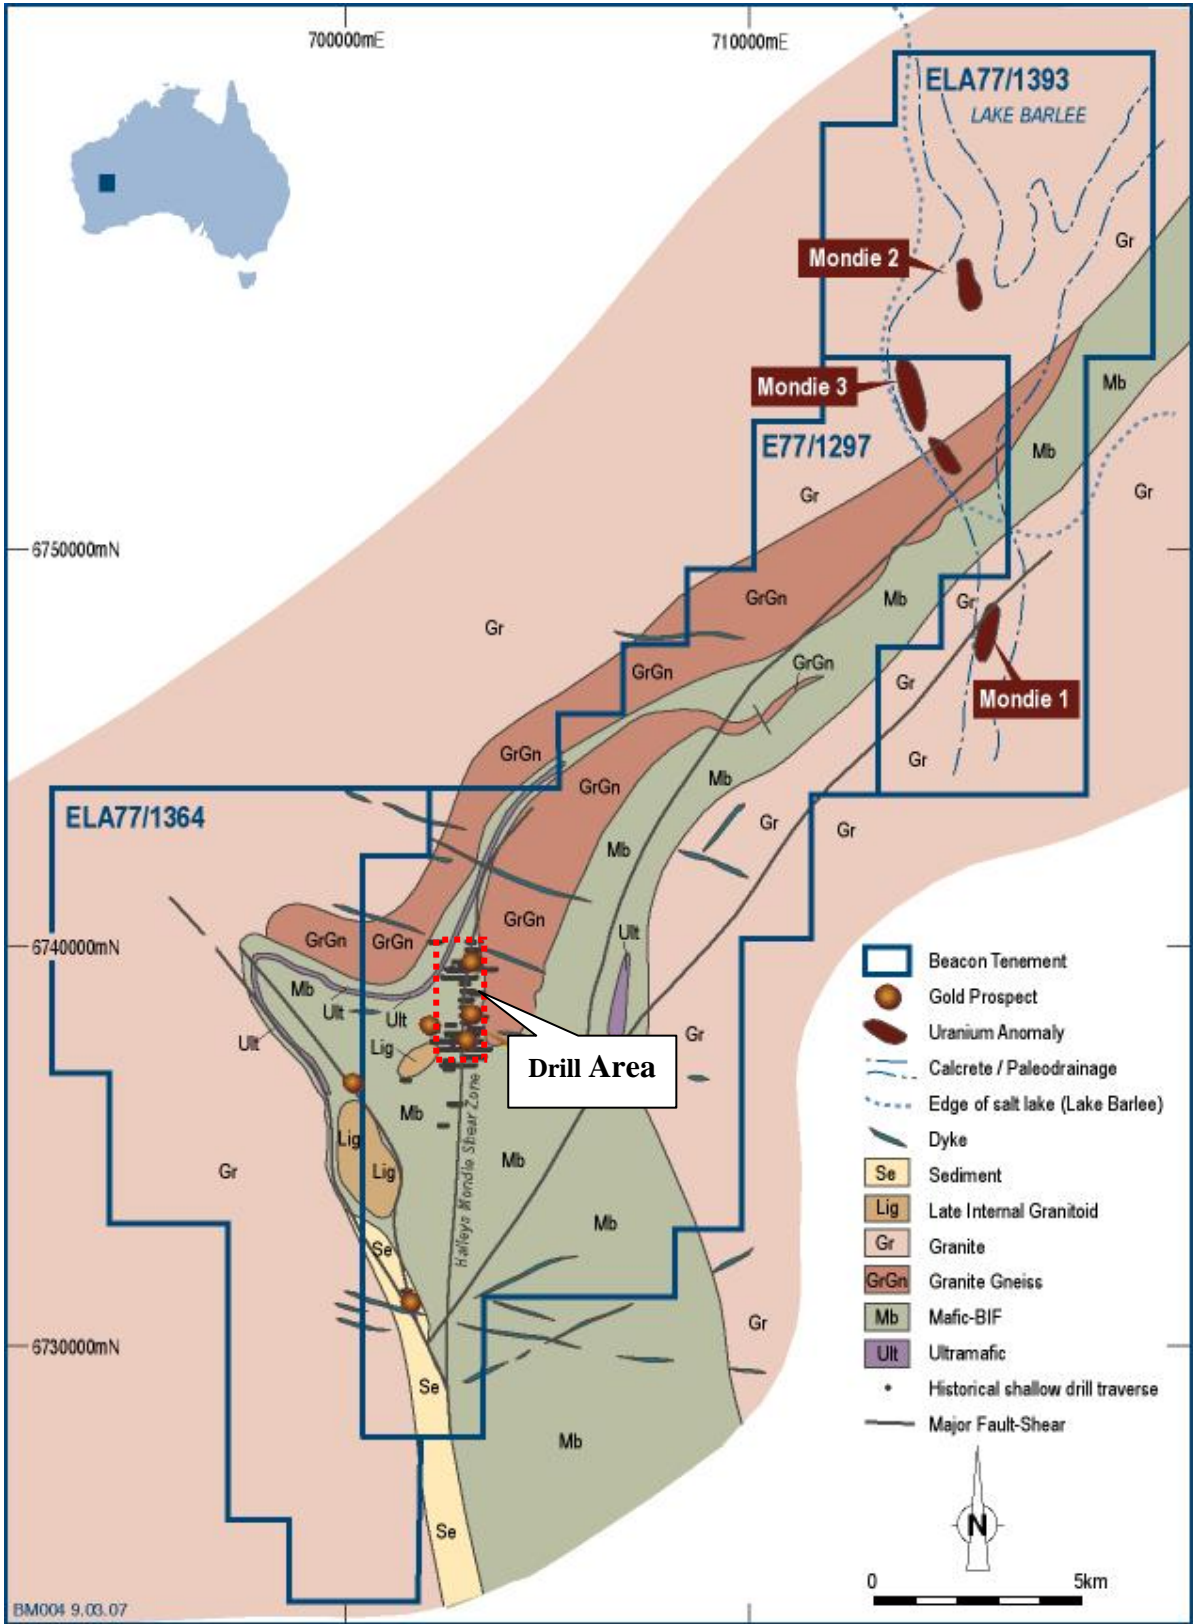 700000mE
710000mE
ELA77/1393
LAKE BARLEE
Gr
Mondie 2
Mondie 3
Mb
E77/1297
Mb
Gr
Gr
6750000mN
GrGn
Mb
Gr
Gr
GrGn
GrGn
Gr
Mondie 1
GrGn
Gr
Mb
GrGn
ELA77/1364
Gr
Gr
Mb
GrGn
Ult
6740000mN
GrGn
GrGn
Mb
Ult
Ult
Ult
Lig
Gr
Drill Area
Mb
Halleys Mondie Shear Zone
Lig
Lig
Mb
Gr
Mb
Se
Gr
6730000mN
Se
Mb
Se
Beacon Tenement
Gold Prospect
Uranium Anomaly
Calcrete / Paleodrainage
Edge of salt lake (Lake Barlee)
Dyke
Se Sediment
Lig Late Internal Granitoid
Gr Granite
GrGn Granite Gneiss
Mb Mafic-BIF
Ult Ultramafic
Historical shallow drill traverse
Major Fault-Shear
N
0 5km
BM004 9.03.07